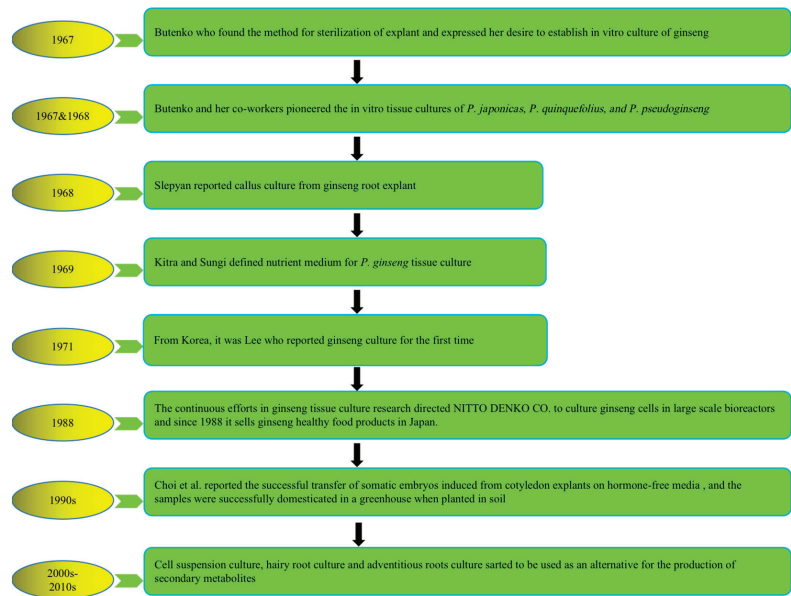 1967
Butenko who found the method for sterilization of explant and expressed her desire to establish in vitro culture of ginseng
1967&1968
Butenko and her co-workers pioneered the in vitro tissue cultures of P. japonicas, P. quinquefolius, and P. pseudoginseng
1968
Slepyan reported callus culture from ginseng root explant
1969
Kitra and Sungi defined nutrient medium for P. ginseng tissue culture
1971
From Korea, it was Lee who reported ginseng culture for the first time
1988
The continuous efforts in ginseng tissue culture research directed NITTO DENKO CO. to culture ginseng cells in large scale bioreactors
and since 1988 it sells ginseng healthy food products in Japan.
1990s
Choi et al. reported the successful transfer of somatic embryos induced from cotyledon explants on hormone-free media , and the
samples were successfully domesticated in a greenhouse when planted in soil
2000s-
2010s
Cell suspension culture, hairy root culture and adventitious roots culture sarted to be used as an alternative for the production of
secondary metabolites